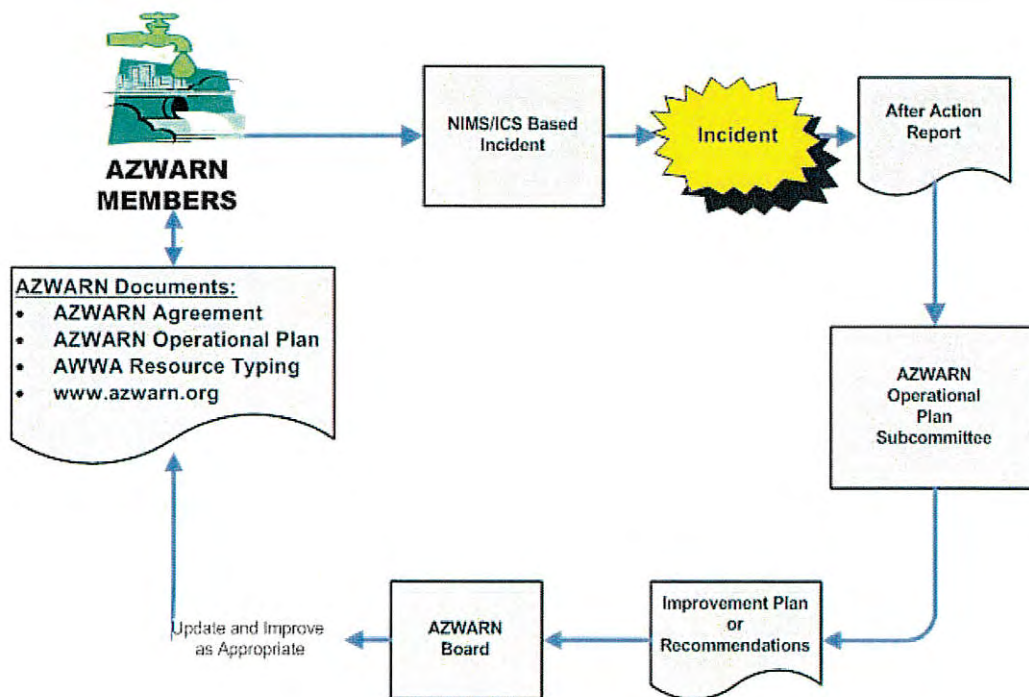 AZWARN
MEMBERS
NIMS/ICS Based
Incident
Incident
After Action
Report
AZWARN Documents:
• AZWARN Agreement
• AZWARN Operational Plan
• AWWA Resource Typing
• www.azwarn.org
AZWARN
Operational
Plan
Subcommittee
Improvement Plan
or
Recommendations
AZWARN
Board
Update and Improve
as Appropriate